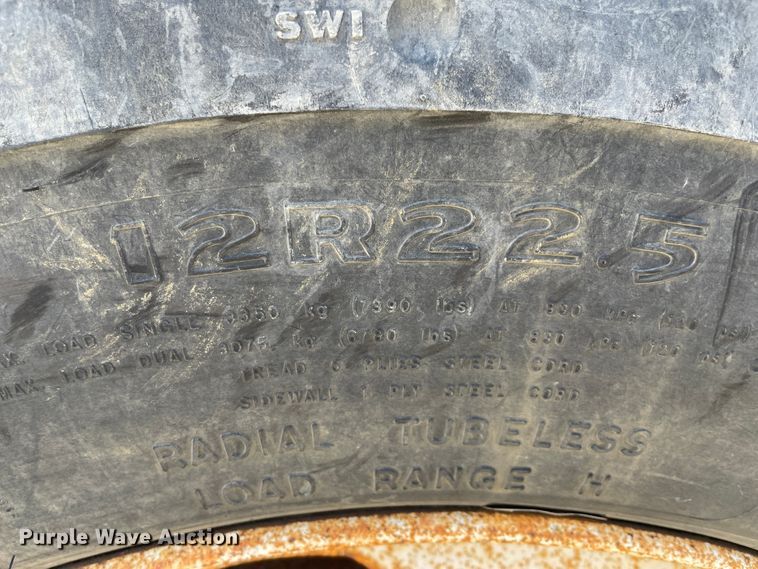 SWI
12R22.5
MAX. LOAD SINGLE 3350 kg (7390 lbs) AT 830 kPa (120 psi)
MAX. LOAD DUAL 3075 kg (6780 lbs) AT 830 kPa (120 psi)
TREAD 6 PLIES STEEL CORD
SIDEWALL 1 PLY STEEL CORD
RADIAL TUBELESS
LOAD RANGE H
Purple Wave Auction